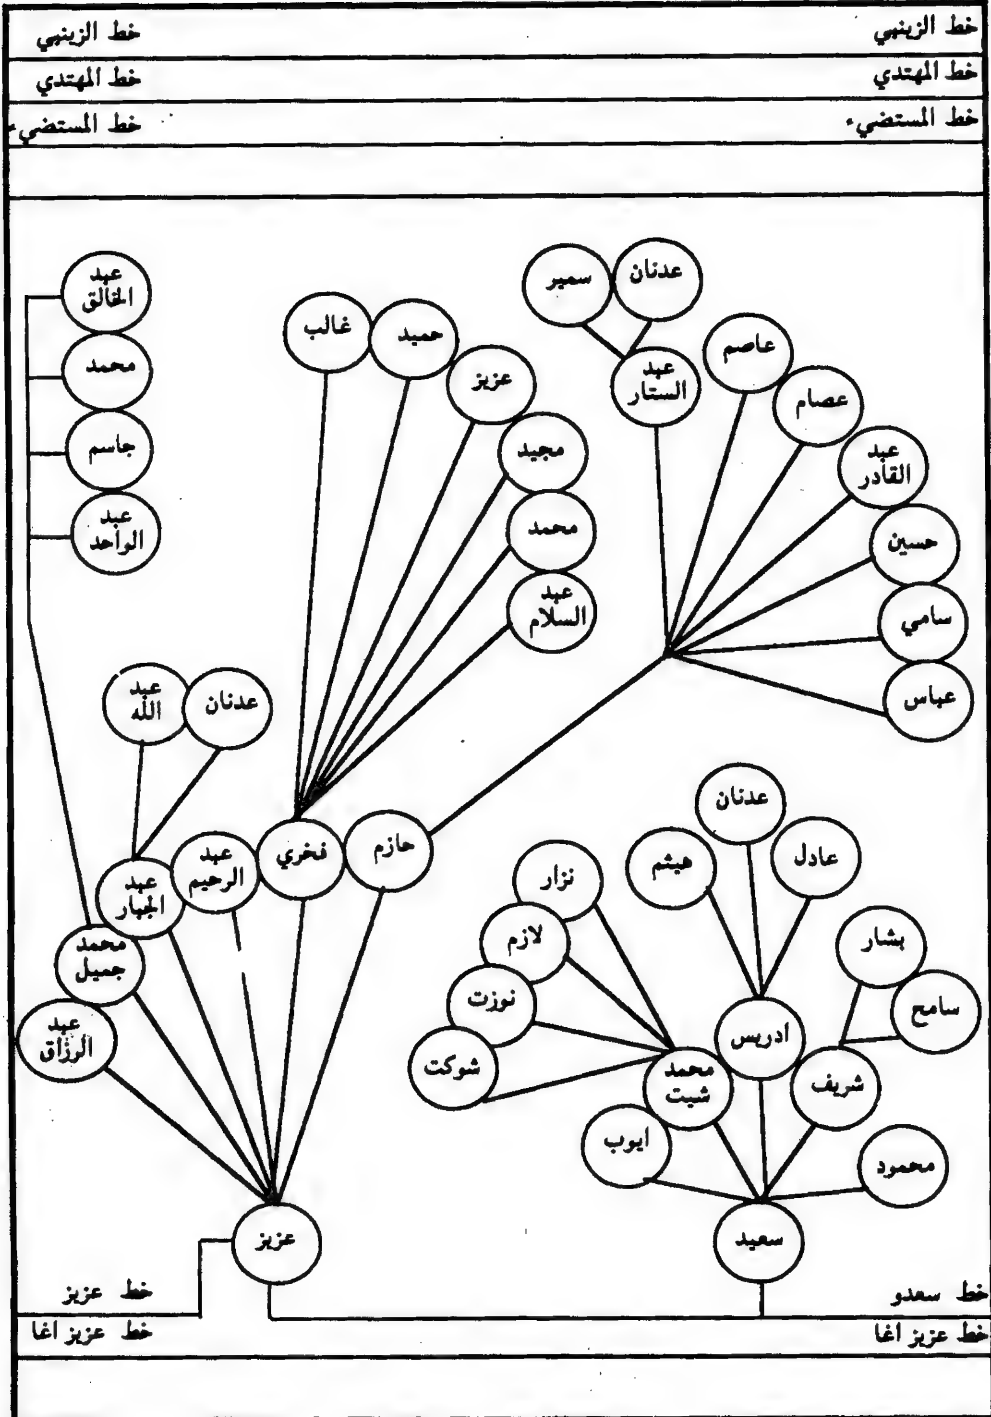 خط الزينبي
خط الزينبي
خط المهتدي
خط المهتدي
خط المستضيء
خط المستضيء
عدنان
سمير
عبد
الستار
عاصم
عصام
عبد
القادر
حسين
سامي
عباس
غالب
حميد
عزيز
مجيد
محمد
عبد
السلام
عبد
الخالق
محمد
جاسم
عبد
الواحد
عدنان
عبد
الله
حازم
فخري
عبد
الرحيم
عبد
الجبار
محمد
جميل
عبد
الرزاق
عدنان
عادل
هيثم
نزار
لازم
نوزت
شوكت
بشار
سامح
ادريس
شريف
محمد
شيت
ايوب
محمود
سعيد
عزيز
خط سعدو
خط عزيز
خط عزيز اغا
خط عزيز اغا